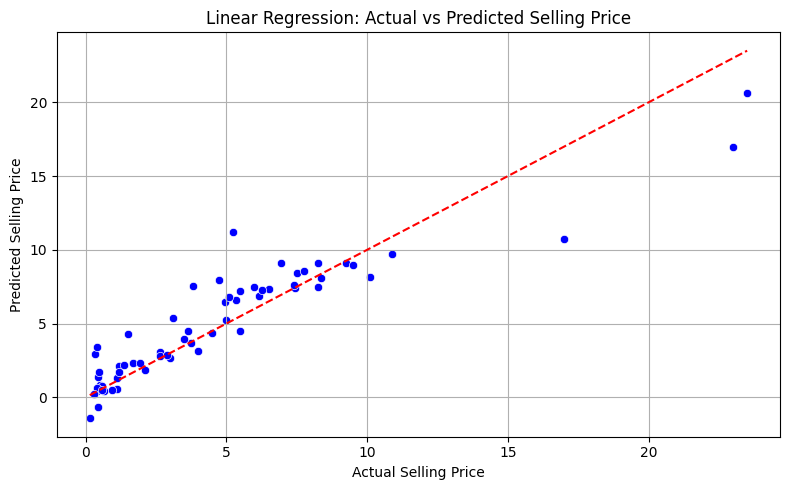 Linear Regression: Actual vs Predicted Selling Price
Predicted Selling Price
20
15
10
5
0
0 5 10 15 20
Actual Selling Price